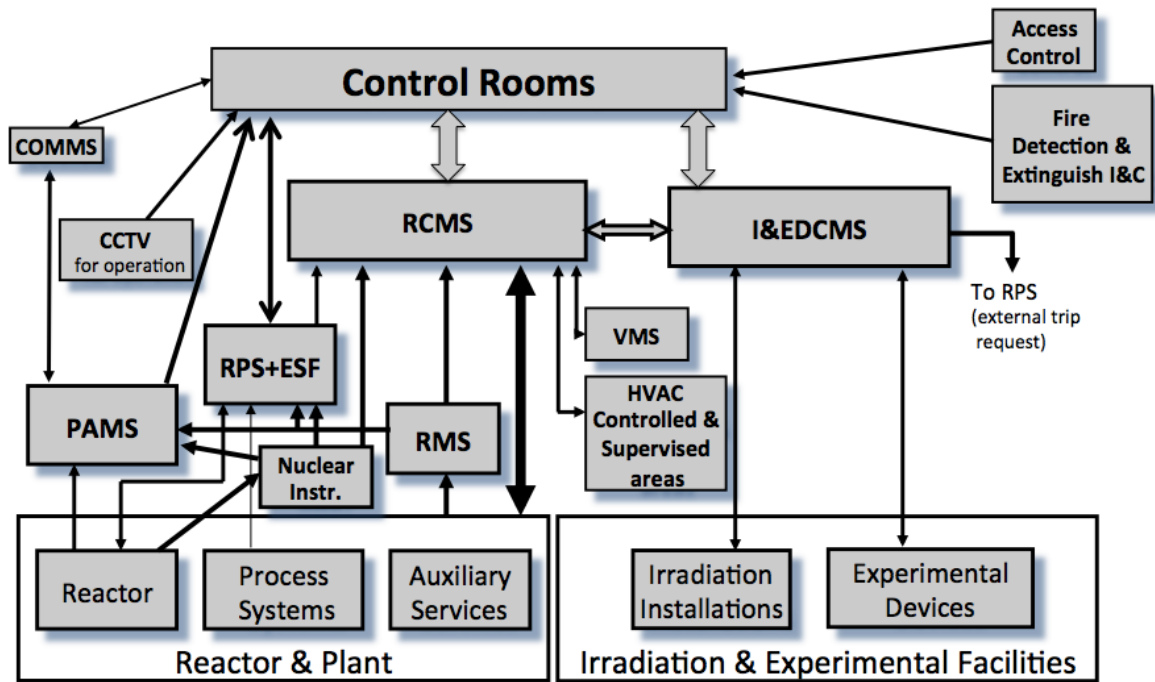 Access
Control
Control Rooms
Fire
Detection &
Extinguish I&C
COMMS
CCTV
for operation
RCMS
I&EDCMS
To RPS
(external trip
request)
VMS
RPS+ESF
HVAC
Controlled &
Supervised
areas
PAMS
RMS
Nuclear
Instr.
Reactor
Process
Systems
Auxiliary
Services
Irradiation
Installations
Experimental
Devices
Reactor & Plant
Irradiation & Experimental Facilities